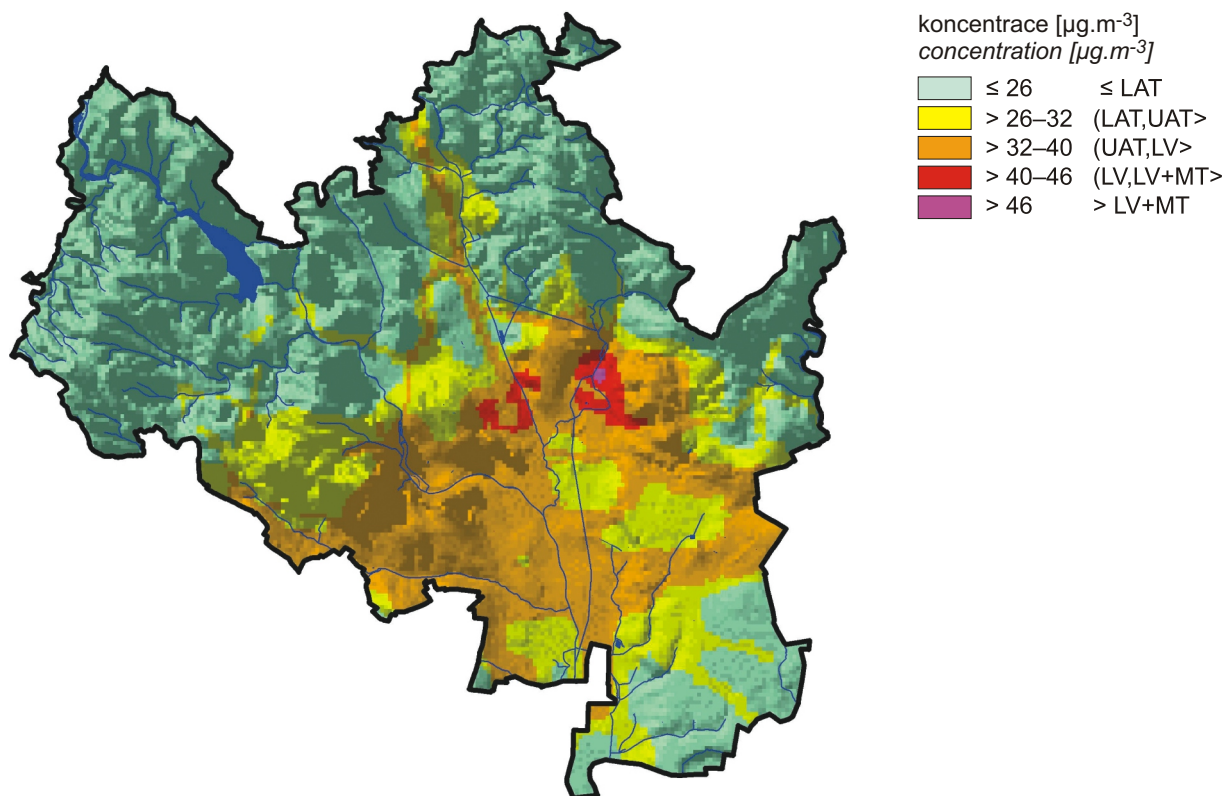 koncentrace [µg.m-3]
concentration [µg.m-3]
≤ 26 ≤ LAT
> 26–32 (LAT,UAT>
> 32–40 (UAT,LV>
> 40–46 (LV,LV+MT>
> 46 > LV+MT